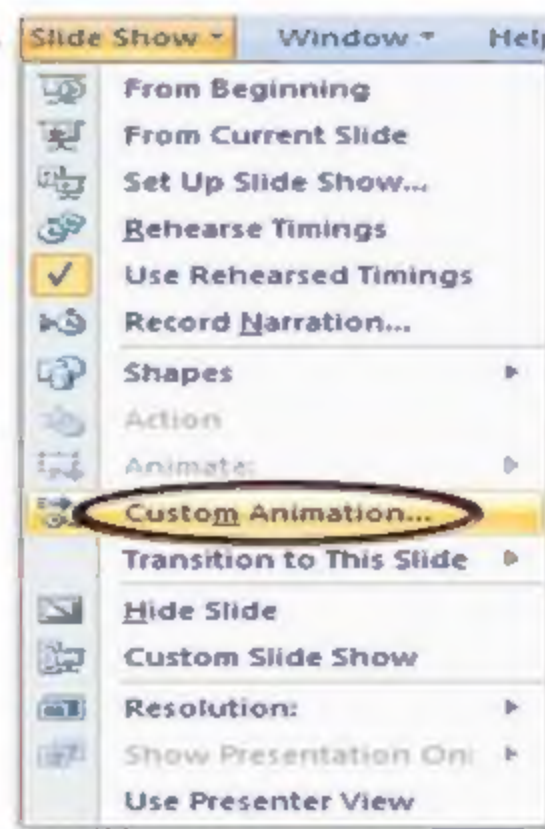 Slide Show Window Help
From Beginning
From Current Slide
Set Up Slide Show...
Rehearse Timings
Use Rehearsed Timings
Record Narration...
Shapes
Action
Animate:
Custom Animation...
Transition to This Slide
Hide Slide
Custom Slide Show
Resolution:
Show Presentation On:
Use Presenter View